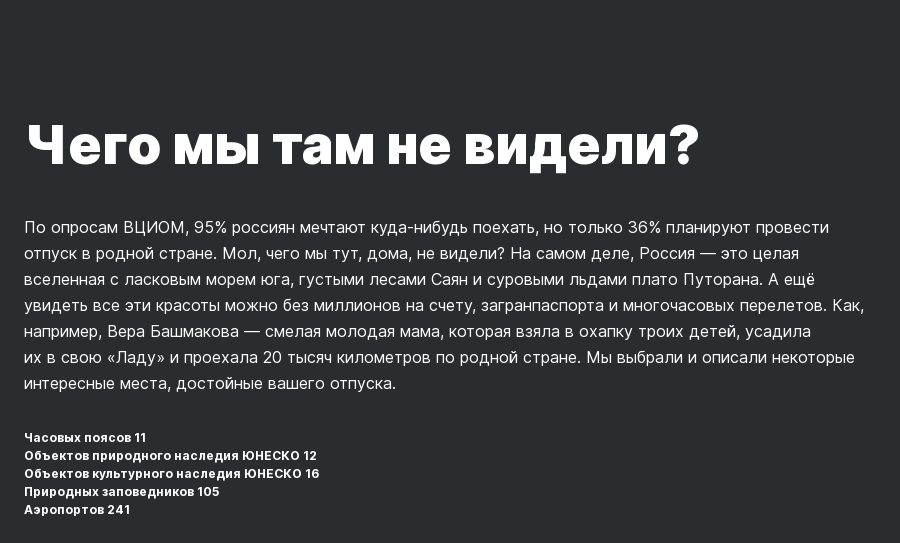 Чего мы там не видели?
По опросам ВЦИОМ, 95% россиян мечтают куда-нибудь поехать, но только 36% планируют провести
отпуск в родной стране. Мол, чего мы тут, дома, не видели? На самом деле, Россия — это целая
вселенная с ласковым морем юга, густыми лесами Саян и суровыми льдами плато Путорана. А ещё
увидеть все эти красоты можно без миллионов на счету, загранпаспорта и многочасовых перелетов. Как,
например, Вера Башмакова — смелая молодая мама, которая взяла в охапку троих детей, усадила
их в свою «Ладу» и проехала 20 тысяч километров по родной стране. Мы выбрали и описали некоторые
интересные места, достойные вашего отпуска.
Часовых поясов 11
Объектов природного наследия ЮНЕСКО 12
Объектов культурного наследия ЮНЕСКО 16
Природных заповедников 105
Аэропортов 241